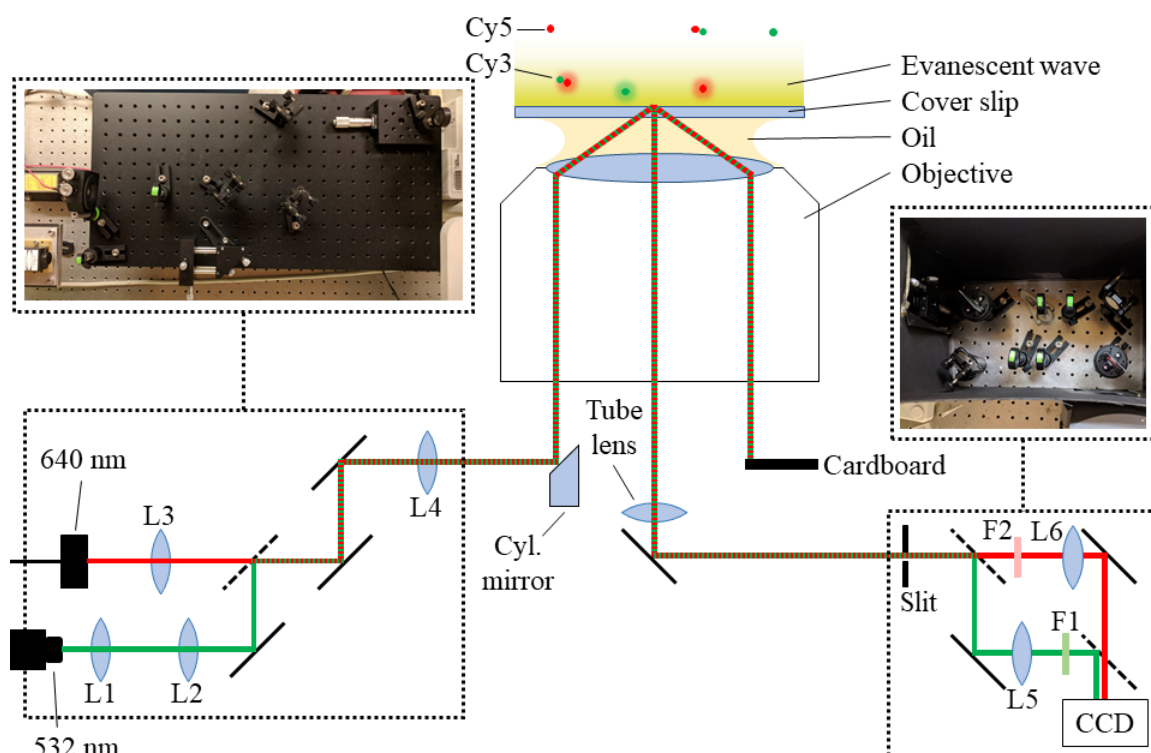 Cy5
Cy3
Evanescent wave
Cover slip
Oil
Objective
Tube
lens
640 nm
L3
L4
Cyl.
mirror
Cardboard
Slit
F2
L6
F1
L1
L2
L5
CCD
532 nm